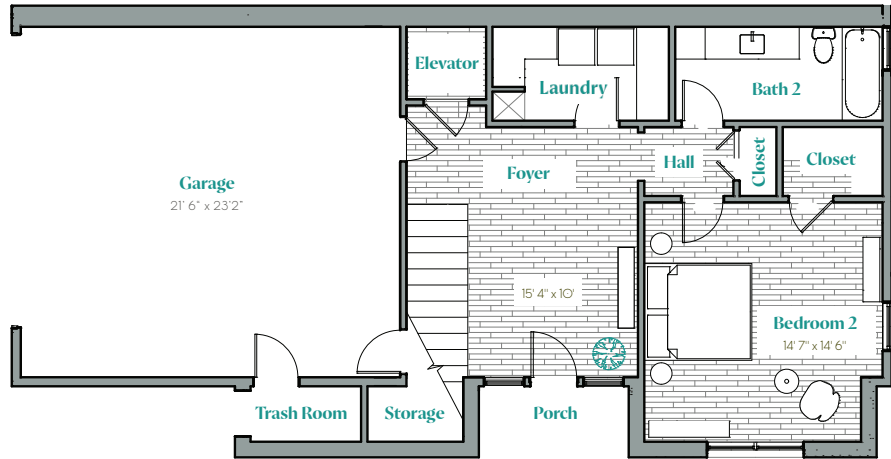 Elevator
Laundry
Bath 2
Garage
21' 6" x 23'2"
Foyer
Hall
Closet
Closet
15' 4" x 10'
Bedroom 2
14' 7" x 14' 6"
Trash Room
Storage
Porch